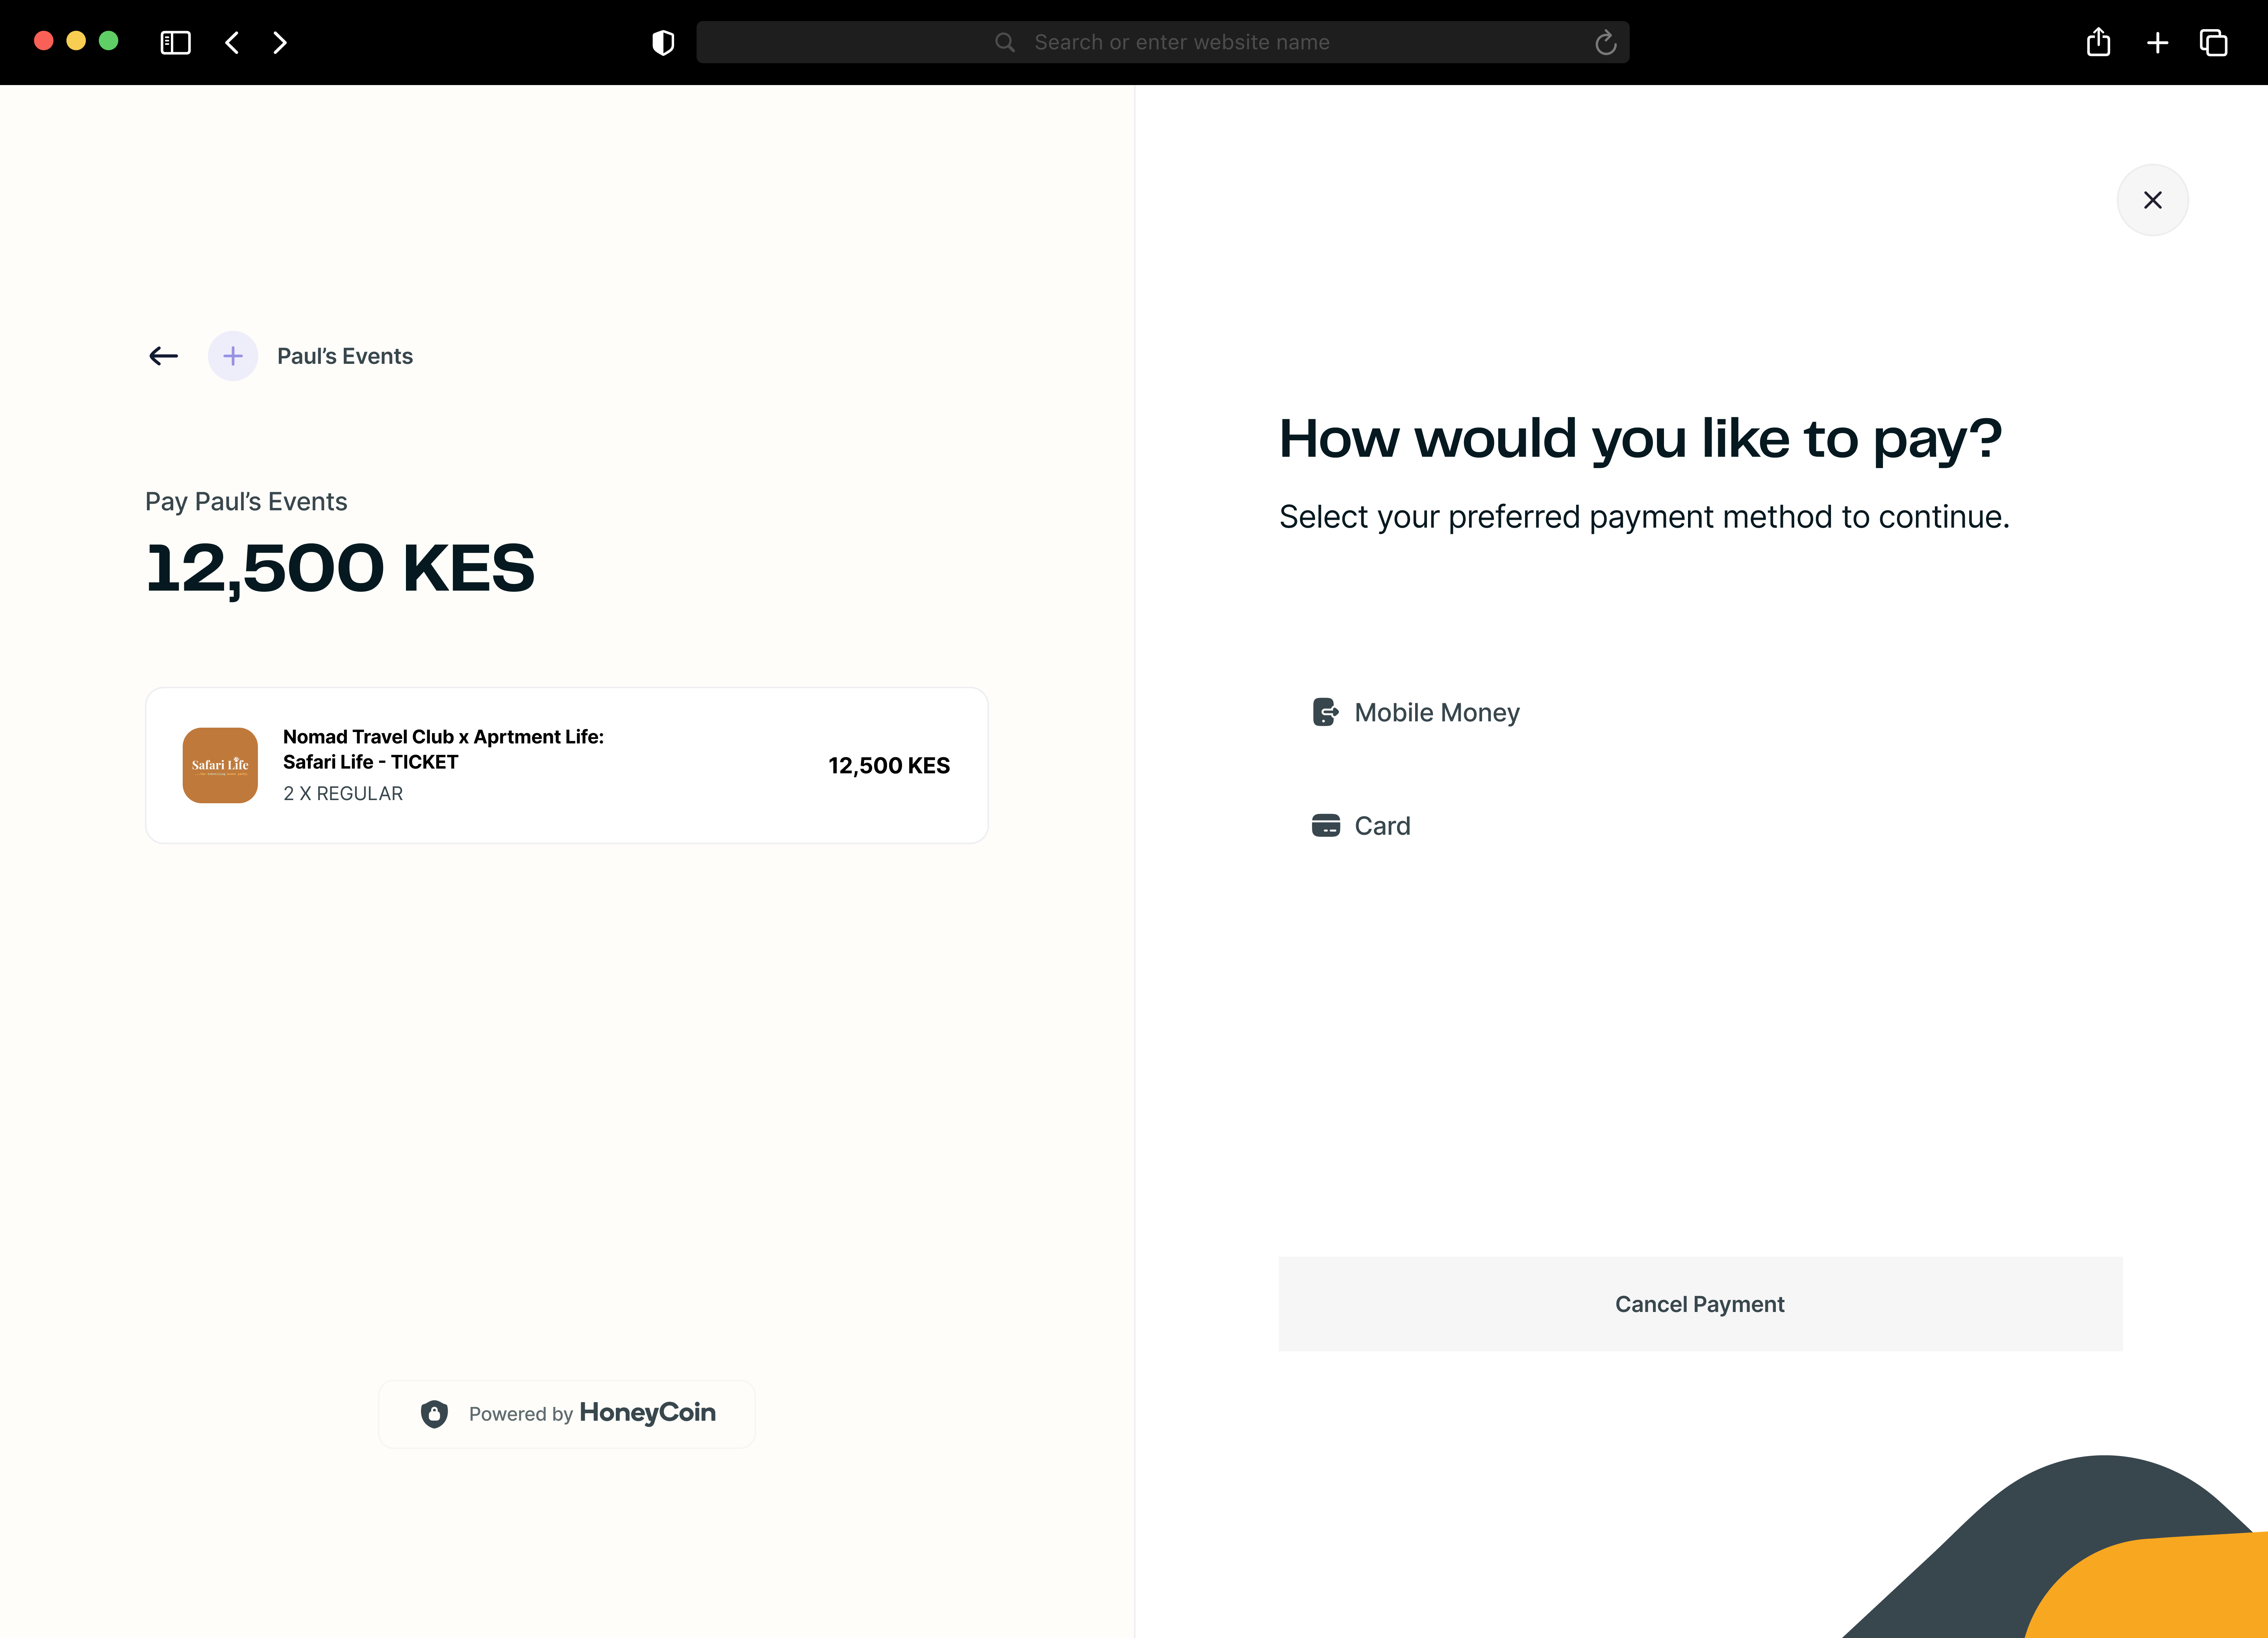 Search or enter website name
Paul’s Events
Pay Paul’s Events
12,500 KES
Nomad Travel Club x Aprtment Life:
Safari Life - TICKET
2 X REGULAR
12,500 KES
Safari Life
Powered by HoneyCoin
How would you like to pay?
Select your preferred payment method to continue.
Mobile Money
Card
Cancel Payment